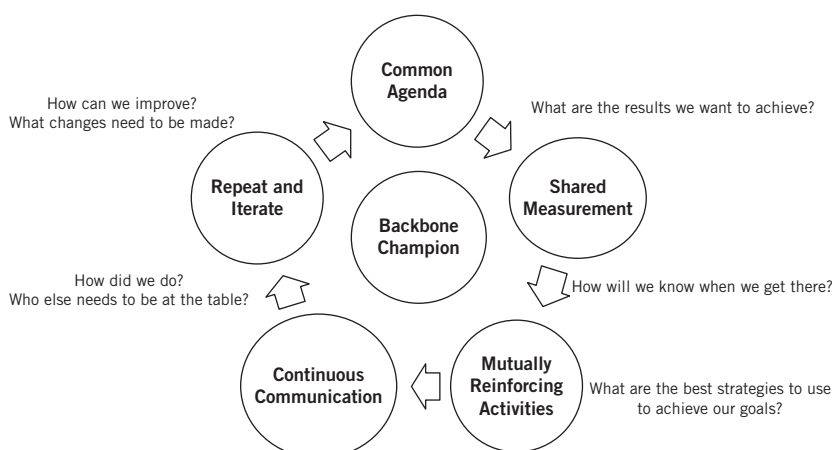 Common
Agenda
How can we improve?
What changes need to be made?
What are the results we want to achieve?
Repeat and
Iterate
Shared
Measurement
Backbone
Champion
How did we do?
Who else needs to be at the table?
How will we know when we get there?
Continuous
Communication
Mutually
Reinforcing
Activities
What are the best strategies to use
to achieve our goals?